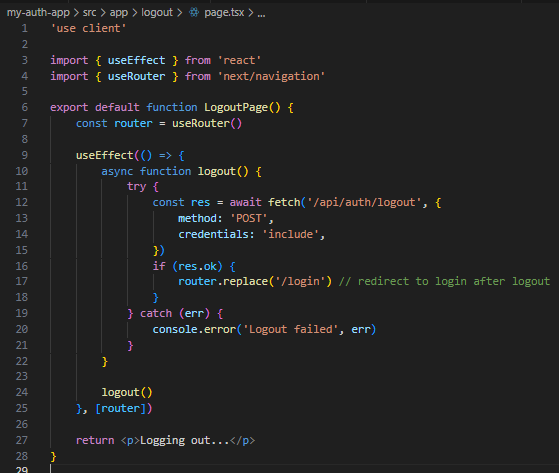 my-auth-app > src > app > logout > page.tsx > ...
1 'use client'
2
3 import { useEffect } from 'react'
4 import { useRouter } from 'next/navigation'
5
6 export default function LogoutPage() {
7     const router = useRouter()
8
9     useEffect(() => {
10         async function logout() {
11             try {
12                 const res = await fetch('/api/auth/logout', {
13                     method: 'POST',
14                     credentials: 'include',
15                 })
16                 if (res.ok) {
17                     router.replace('/login') // redirect to login after logout
18                 }
19             } catch (err) {
20                 console.error('Logout failed', err)
21             }
22         }
23
24         logout()
25     }, [router])
26
27     return <p>Logging out...</p>
28 }
29